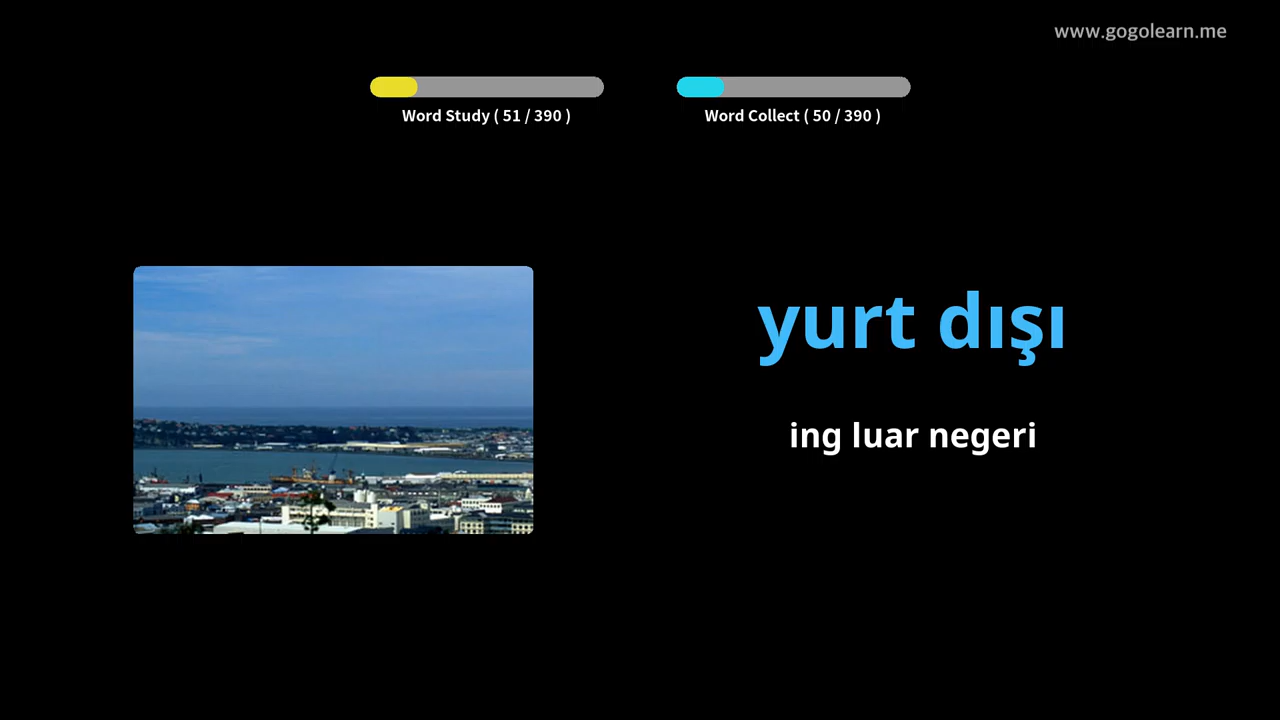 www.gogolearn.me
Word Study ( 51 / 390 )
Word Collect ( 50 / 390 )
yurt dışı
ing luar negeri